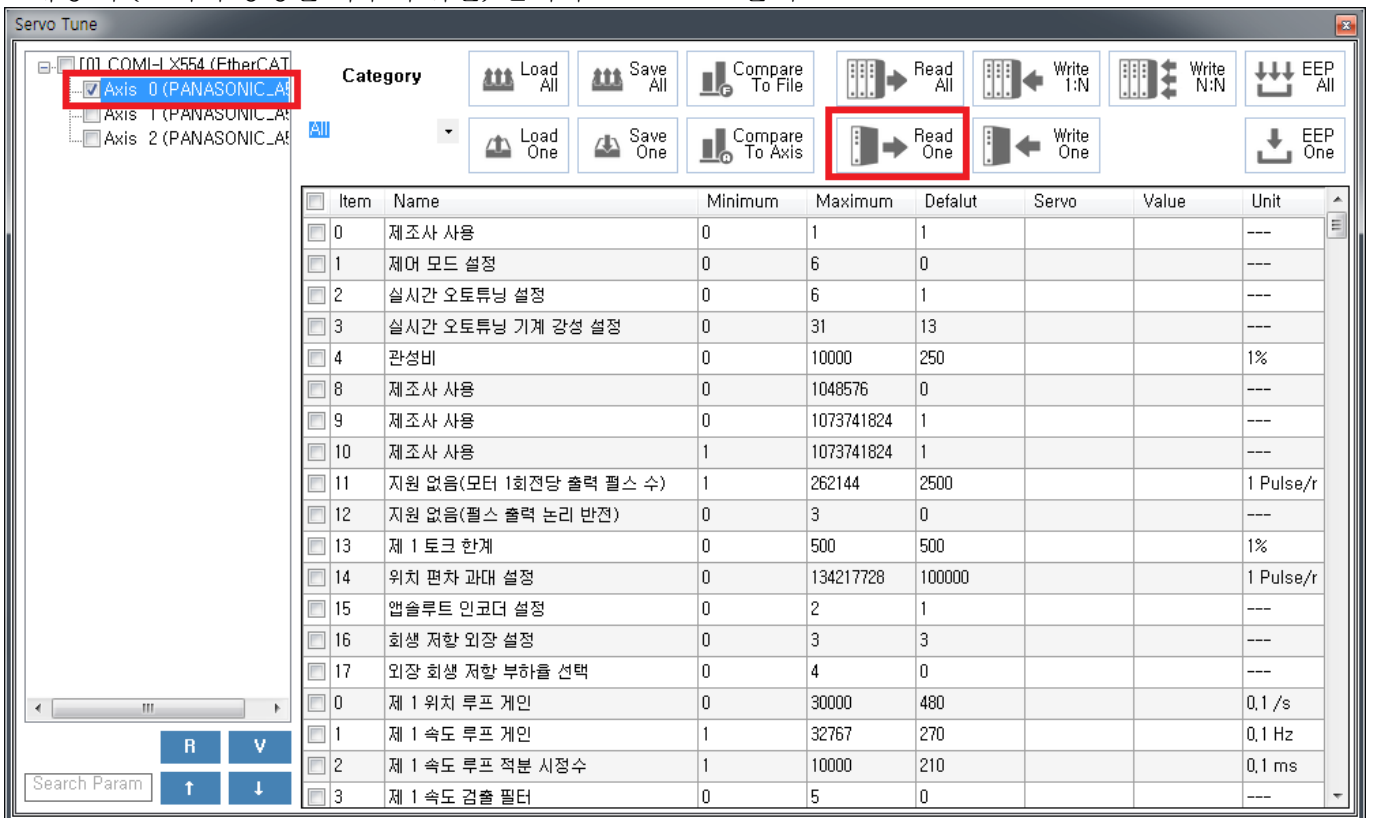 Servo Tune
[0] COMI-LX554 (EtherCAT
Axis 0 (PANASONIC_A5
Axis 1 (PANASONIC_A5
Axis 2 (PANASONIC_A5
Category
All
Load All
Save All
Compare To File
Read All
Write 1:N
Write N:N
EEP All
Load One
Save One
Compare To Axis
Read One
Write One
EEP One
Item Name Minimum Maximum Defalut Servo Value Unit
0 제조사 사용 0 1 1 ---
1 제어 모드 설정 0 6 0 ---
2 실시간 오토튜닝 설정 0 6 1 ---
3 실시간 오토튜닝 기계 강성 설정 0 31 13 ---
4 관성비 0 10000 250 1%
8 제조사 사용 0 1048576 0 ---
9 제조사 사용 0 1073741824 1 ---
10 제조사 사용 1 1073741824 1 ---
11 지원 없음(모터 1회전당 출력 펄스 수) 1 262144 2500 1 Pulse/r
12 지원 없음(펄스 출력 논리 반전) 0 3 0 ---
13 제 1 토크 한계 0 500 500 1%
14 위치 편차 과대 설정 0 134217728 100000 1 Pulse/r
15 앱솔루트 인코더 설정 0 2 1 ---
16 회생 저항 외장 설정 0 3 3 ---
17 외장 회생 저항 부하율 선택 0 4 0 ---
0 제 1 위치 루프 게인 0 30000 480 0,1 /s
1 제 1 속도 루프 게인 1 32767 270 0,1 Hz
2 제 1 속도 루프 적분 시정수 1 10000 210 0,1 ms
3 제 1 속도 검출 필터 0 5 0 ---
R V
Search Param ↑ ↓